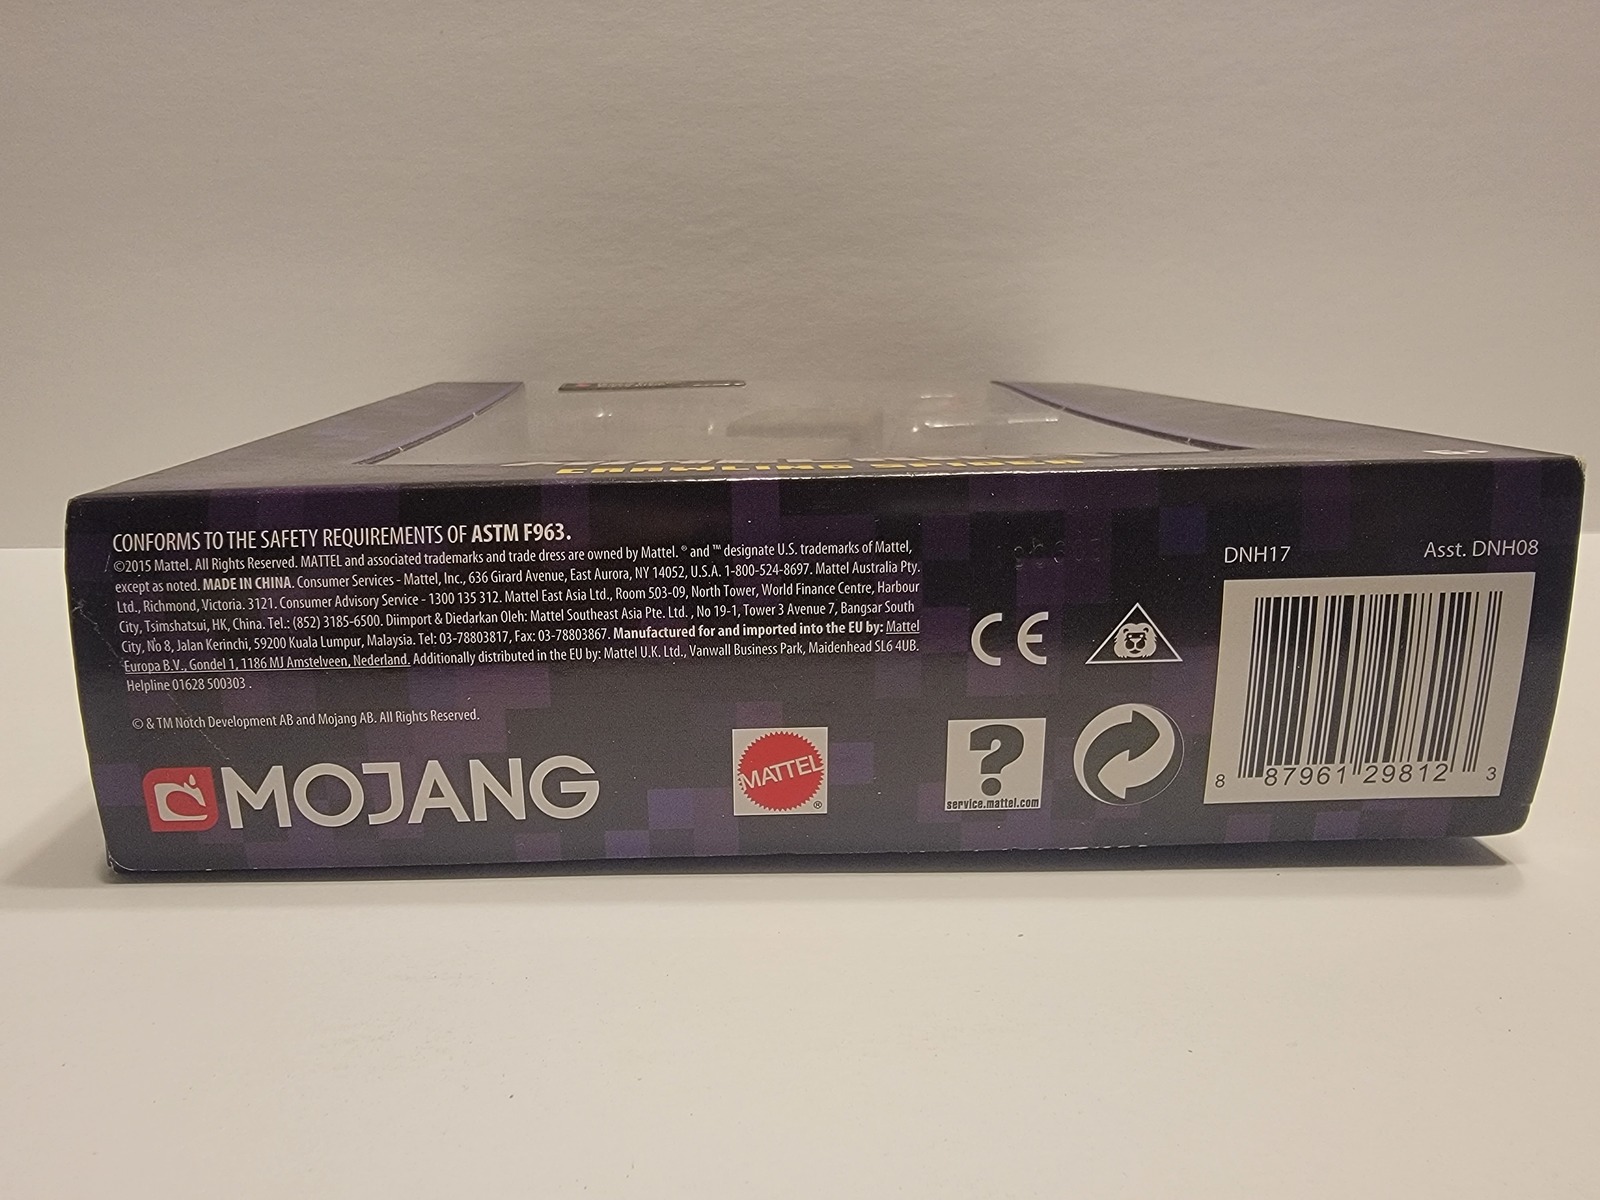 CRAWLING SPIDER
CONFORMS TO THE SAFETY REQUIREMENTS OF ASTM F963.
©2015 Mattel. All Rights Reserved. MATTEL and associated trademarks and trade dress are owned by Mattel. ® and ™ designate U.S. trademarks of Mattel,
except as noted. MADE IN CHINA. Consumer Services - Mattel, Inc., 636 Girard Avenue, East Aurora, NY 14052, U.S.A. 1-800-524-8697. Mattel Australia Pty.
Ltd., Richmond, Victoria. 3121. Consumer Advisory Service - 1300 135 312. Mattel East Asia Ltd., Room 503-09, North Tower, World Finance Centre, Harbour
City, Tsimshatsui, HK, China. Tel.: (852) 3185-6500. Diimport & Diedarkan Oleh: Mattel Southeast Asia Pte. Ltd. , No 19-1, Tower 3 Avenue 7, Bangsar South
City, No 8, Jalan Kerinchi, 59200 Kuala Lumpur, Malaysia. Tel: 03-78803817, Fax: 03-78803867. Manufactured for and imported into the EU by: Mattel
Europa B.V., Gondel 1, 1186 MJ Amstelveen, Nederland. Additionally distributed in the EU by: Mattel U.K. Ltd., Vanwall Business Park, Maidenhead SL6 4UB.
Helpline 01628 500303 .
© & TM Notch Development AB and Mojang AB. All Rights Reserved.
MOJANG
MATTEL®
CE
?
service.mattel.com
DNH17 Asst. DNH08
8 87961 29812 3